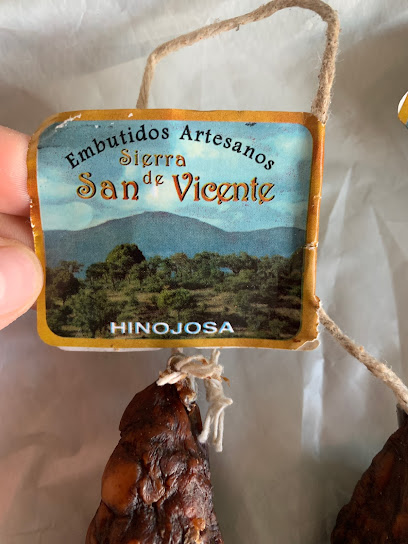 Embutidos Artesanos
Sierra
de
San Vicente
HINOJOSA